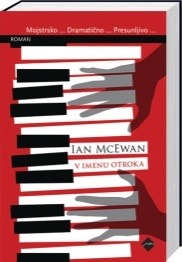 Mojstrsko ... Dramatično ... Presunljivo ...
ROMAN
IAN MCEWAN
V IMENU OTROKA